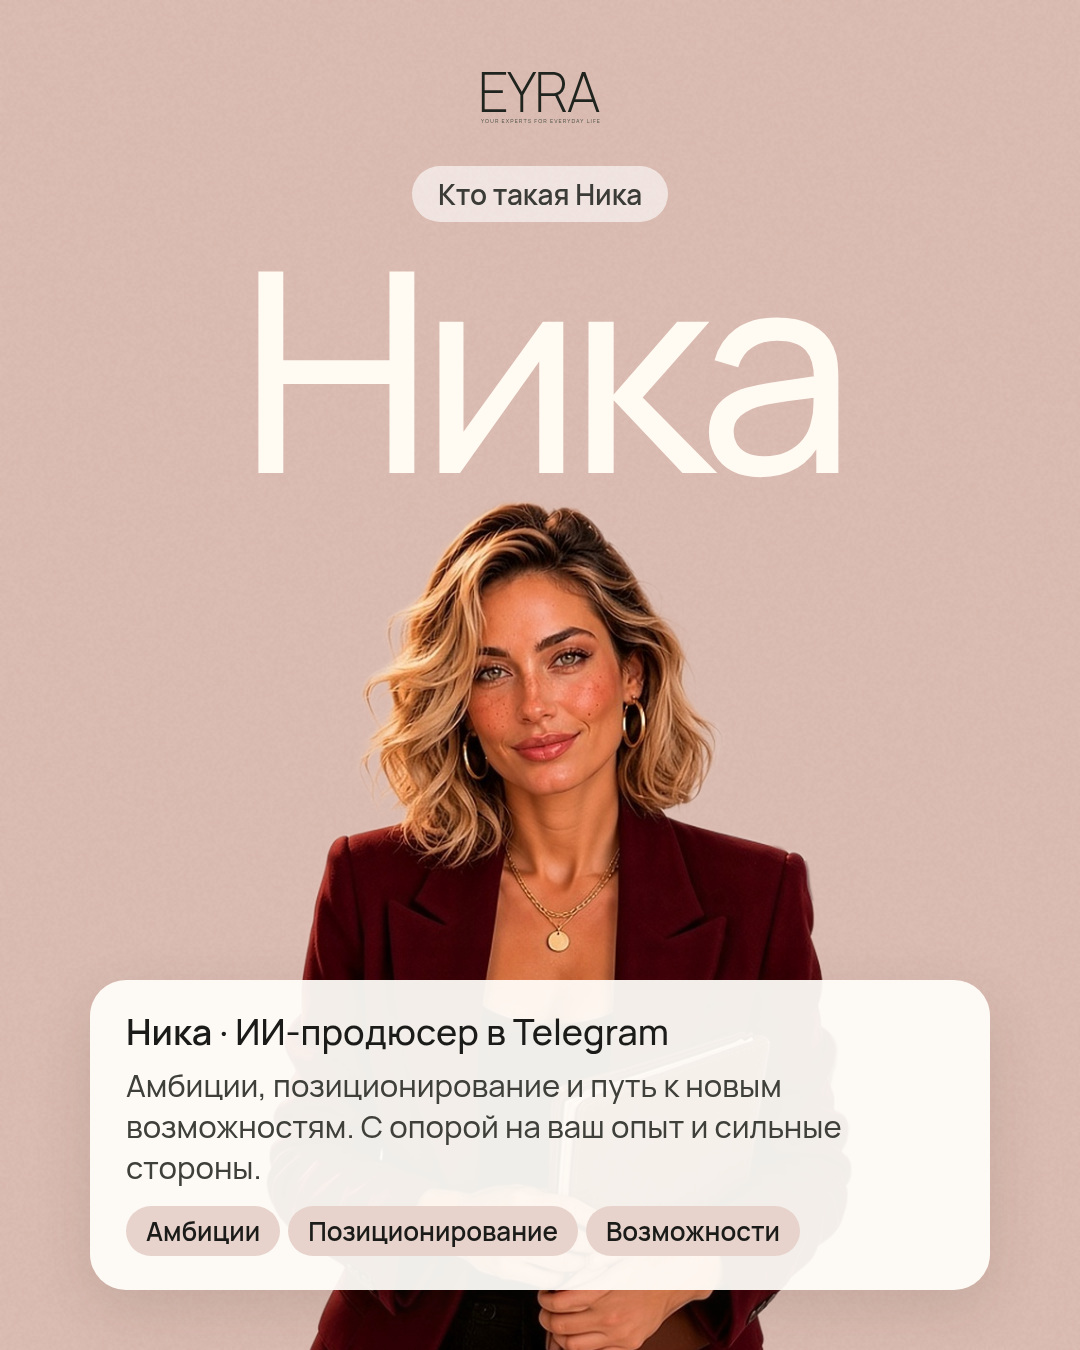 EYRA
YOUR EXPERTS FOR EVERYDAY LIFE
Кто такая Ника
Ника
Ника · ИИ-продюсер в Telegram
Амбиции, позиционирование и путь к новым
возможностям. С опорой на ваш опыт и сильные
стороны.
Амбиции Позиционирование Возможности